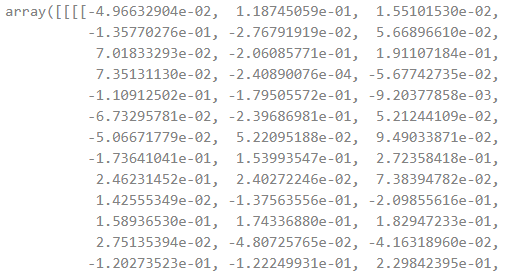 array([[[[-4.96632904e-02, 1.18745059e-01, 1.55101530e-02,
-1.35770276e-01, -2.76791919e-02, 5.66896610e-02,
7.01833293e-02, -2.06085771e-01, 1.91107184e-01,
7.35131130e-02, -2.40890076e-04, -5.67742735e-02,
-1.10912502e-01, -1.79505572e-01, -9.20377858e-03,
-6.73295781e-02, -2.39686981e-01, 5.21244109e-02,
-5.06671779e-02, 5.22095188e-02, 9.49033871e-02,
-1.73641041e-01, 1.53993547e-01, 2.72358418e-01,
2.46231452e-01, 2.40272246e-02, 7.38394782e-02,
1.42555349e-02, -1.37563556e-01, -2.09855616e-01,
1.58936530e-01, 1.74336880e-01, 1.82947233e-01,
2.75135394e-02, -4.80725765e-02, -4.16318960e-02,
-1.20273523e-01, -1.22249931e-01, 2.29842395e-01,